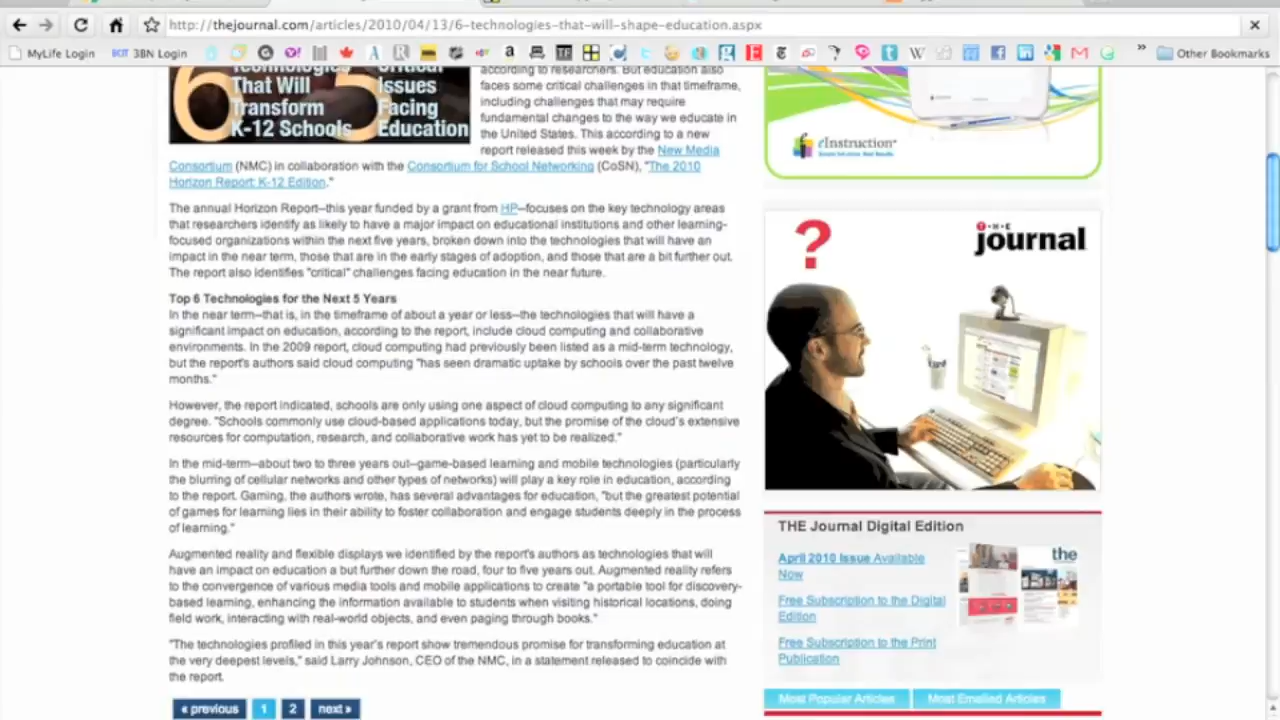 http://thejournal.com/articles/2010/04/13/6-technologies-that-will-shape-education.aspx
MyLife Login
3BN Login
Other Bookmarks
6 Technologies
That Will
Transform
K-12 Schools
5 Critical
Issues
Facing
Education
according to researchers. But education also
faces some critical challenges in that timeframe,
including challenges that may require
fundamental changes to the way we educate in
the United States. This according to a new
report released this week by the New Media
Consortium (NMC) in collaboration with the Consortium for School Networking (CoSN), "The 2010
Horizon Report: K-12 Edition."
The annual Horizon Report—this year funded by a grant from HP—focuses on the key technology areas
that researchers identify as likely to have a major impact on educational institutions and other learning-
focused organizations within the next five years, broken down into the technologies that will have an
impact in the near term, those that are in the early stages of adoption, and those that are a bit further out.
The report also identifies "critical" challenges facing education in the near future.
Top 6 Technologies for the Next 5 Years
In the near term—that is, in the timeframe of about a year or less—the technologies that will have a
significant impact on education, according to the report, include cloud computing and collaborative
environments. In the 2009 report, cloud computing had previously been listed as a mid-term technology,
but the report's authors said cloud computing "has seen dramatic uptake by schools over the past twelve
months."
However, the report indicated, schools are only using one aspect of cloud computing to any significant
degree. "Schools commonly use cloud-based applications today, but the promise of the cloud's extensive
resources for computation, research, and collaborative work has yet to be realized."
In the mid-term—about two to three years out—game-based learning and mobile technologies (particularly
the blurring of cellular networks and other types of networks) will play a key role in education, according
to the report. Gaming, the authors wrote, has several advantages for education, "but the greatest potential
of games for learning lies in their ability to foster collaboration and engage students deeply in the process
of learning."
Augmented reality and flexible displays we identified by the report's authors as technologies that will
have an impact on education a but further down the road, four to five years out. Augmented reality refers
to the convergence of various media tools and mobile applications to create "a portable tool for discovery-
based learning, enhancing the information available to students when visiting historical locations, doing
field work, interacting with real-world objects, and even paging through books."
"The technologies profiled in this year's report show tremendous promise for transforming education at
the very deepest levels," said Larry Johnson, CEO of the NMC, in a statement released to coincide with
the report.
« previous 1 2 next »
eInstruction
?
T·H·E
journal
THE Journal Digital Edition
April 2010 Issue Available
Now
Free Subscription to the Digital
Edition
Free Subscription to the Print
Publication
the
Most Popular Articles
Most Emailed Articles